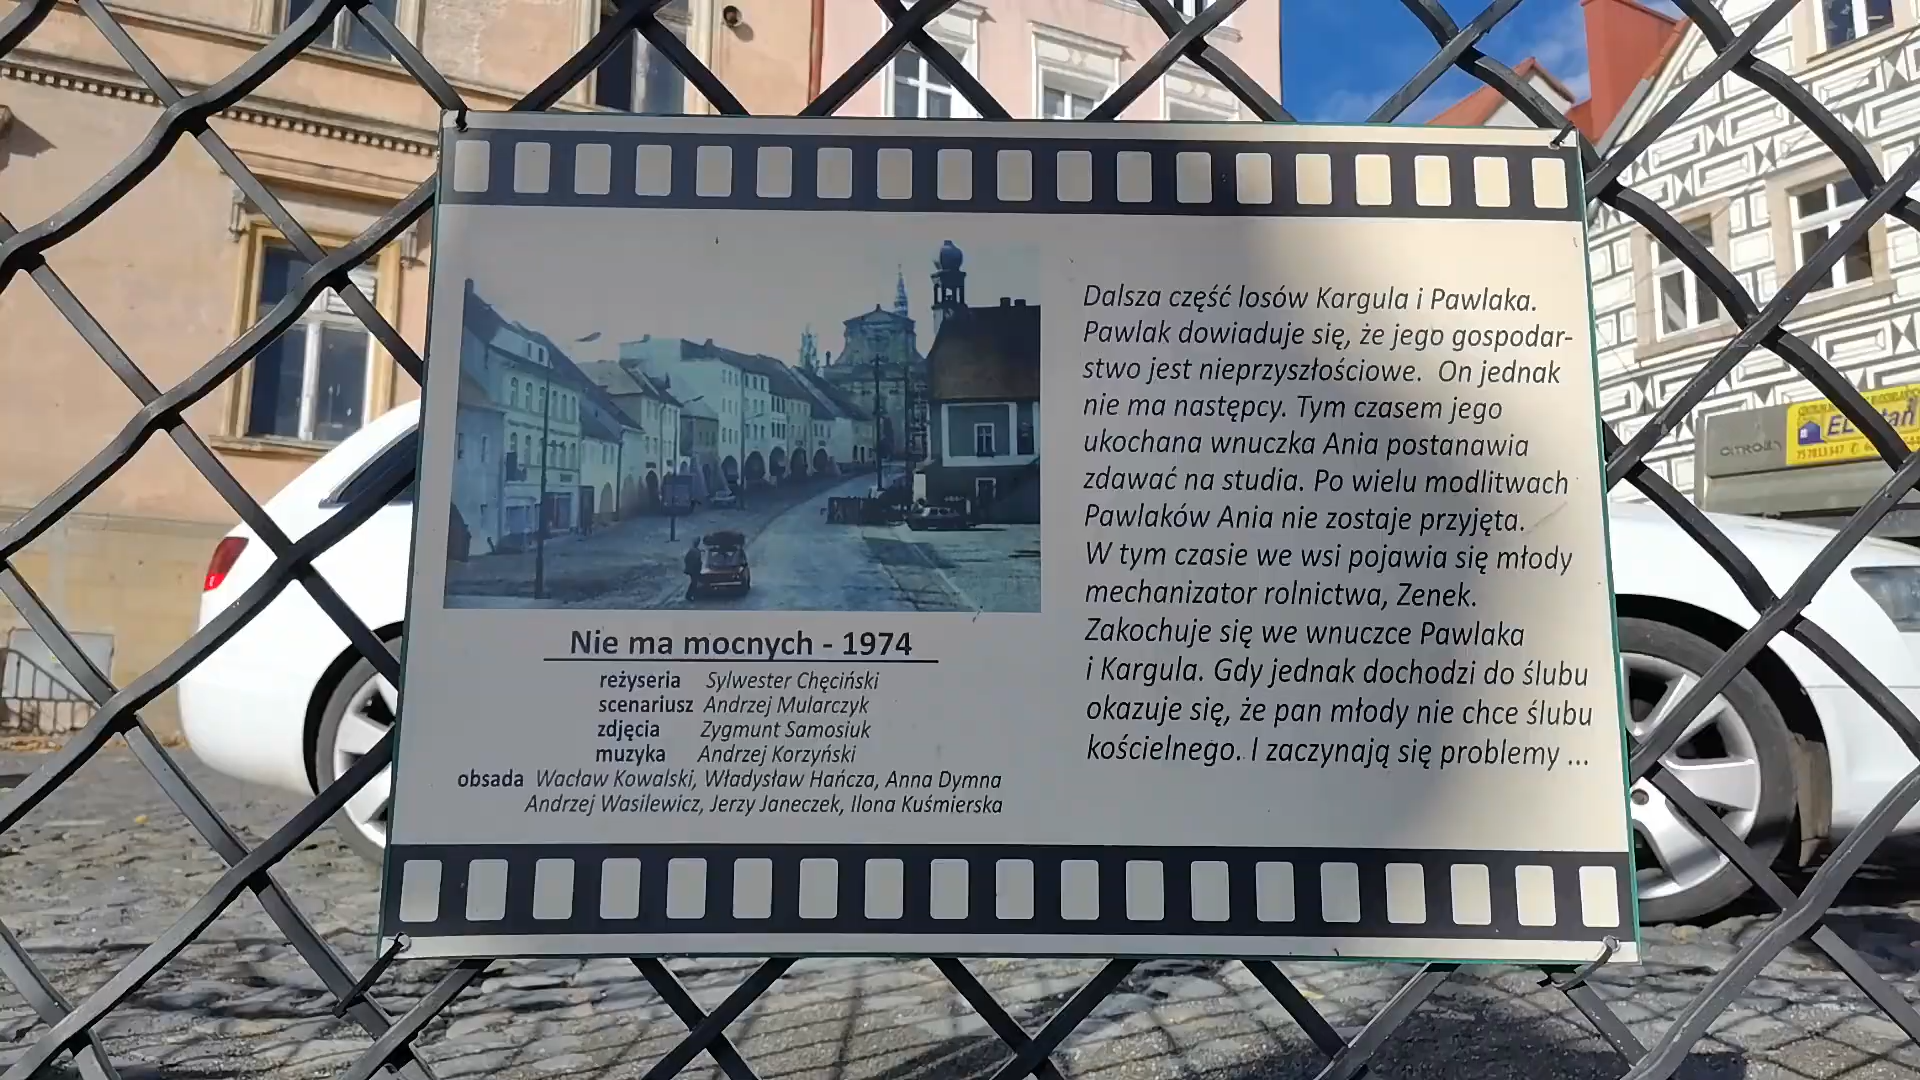 Dalsza część losów Kargula i Pawlaka.
Pawlak dowiaduje się, że jego gospodar-
stwo jest nieprzyszłościowe. On jednak
nie ma następcy. Tym czasem jego
ukochana wnuczka Ania postanawia
zdawać na studia. Po wielu modlitwach
Pawlaków Ania nie zostaje przyjęta.
W tym czasie we wsi pojawia się młody
mechanizator rolnictwa, Zenek.
Zakochuje się we wnuczce Pawlaka
i Kargula. Gdy jednak dochodzi do ślubu
okazuje się, że pan młody nie chce ślubu
kościelnego. I zaczynają się problemy ...
Nie ma mocnych - 1974
reżyseria Sylwester Chęciński
scenariusz Andrzej Mularczyk
zdjęcia Zygmunt Samosiuk
muzyka Andrzej Korzyński
obsada Wacław Kowalski, Władysław Hańcza, Anna Dymna
Andrzej Wasilewicz, Jerzy Janeczek, Ilona Kuśmierska
CITROËN